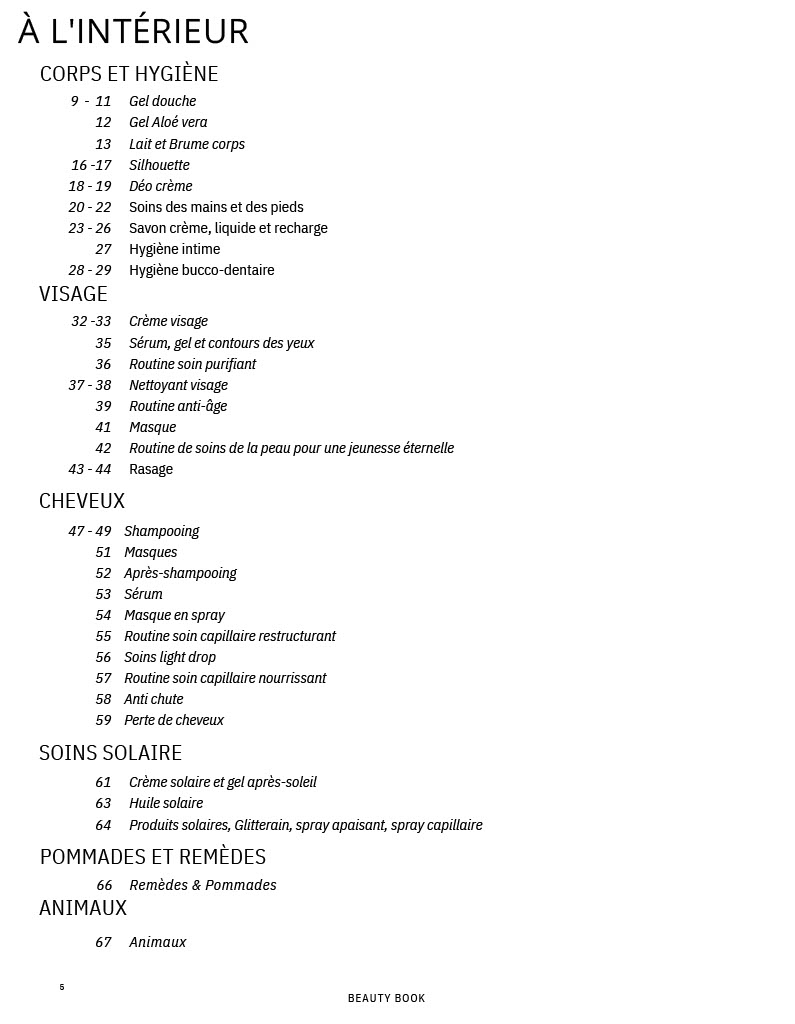 À L'INTÉRIEUR
CORPS ET HYGIÈNE
9 - 11 Gel douche
12 Gel Aloé vera
13 Lait et Brume corps
16 -17 Silhouette
18 - 19 Déo crème
20 - 22 Soins des mains et des pieds
23 - 26 Savon crème, liquide et recharge
27 Hygiène intime
28 - 29 Hygiène bucco-dentaire
VISAGE
32 -33 Crème visage
35 Sérum, gel et contours des yeux
36 Routine soin purifiant
37 - 38 Nettoyant visage
39 Routine anti-âge
41 Masque
42 Routine de soins de la peau pour une jeunesse éternelle
43 - 44 Rasage
CHEVEUX
47 - 49 Shampooing
51 Masques
52 Après-shampooing
53 Sérum
54 Masque en spray
55 Routine soin capillaire restructurant
56 Soins light drop
57 Routine soin capillaire nourrissant
58 Anti chute
59 Perte de cheveux
SOINS SOLAIRE
61 Crème solaire et gel après-soleil
63 Huile solaire
64 Produits solaires, Glitterain, spray apaisant, spray capillaire
POMMADES ET REMÈDES
66 Remèdes & Pommades
ANIMAUX
67 Animaux
5
BEAUTY BOOK